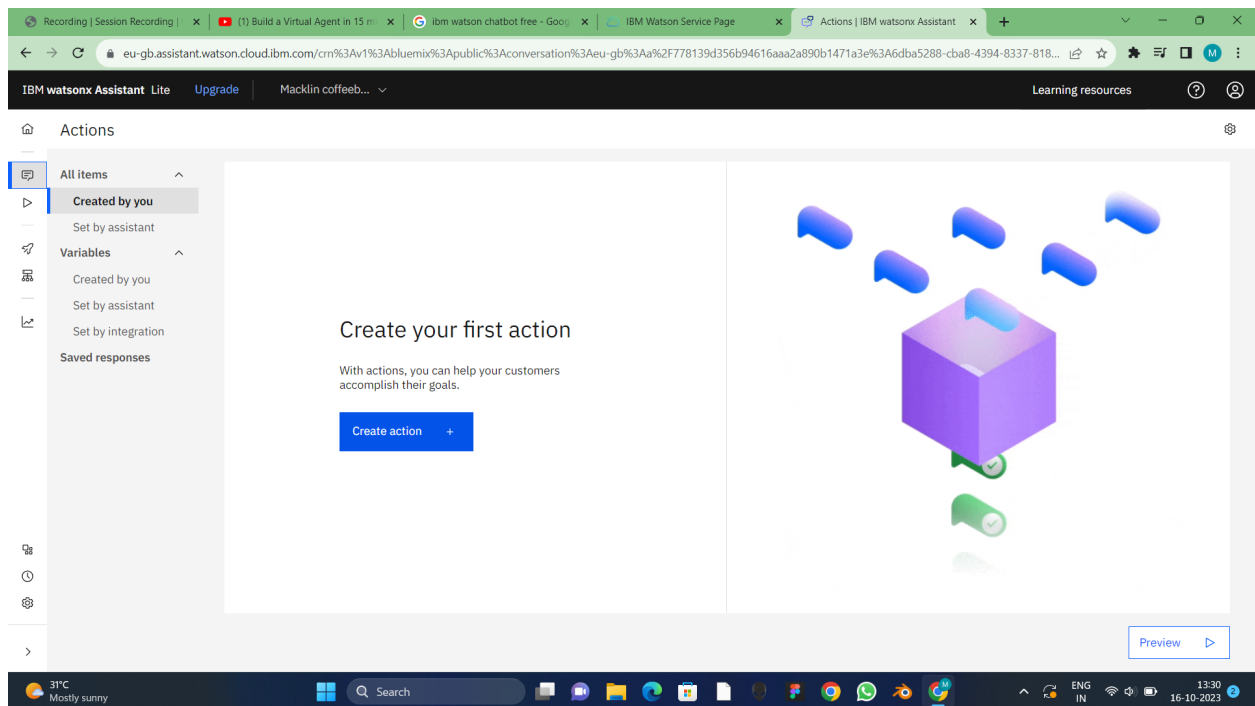 Recording | Session Recording |
(1) Build a Virtual Agent in 15 m
ibm watson chatbot free - Goog
IBM Watson Service Page
Actions | IBM watsonx Assistant
eu-gb.assistant.watson.cloud.ibm.com/crn%3Av1%3Abluemix%3Apublic%3Aconversation%3Aeu-gb%3Aa%2F778139d356b94616aaa2a890b1471a3e%3A6dba5288-cba8-4394-8337-818...
M
IBM watsonx Assistant Lite
Upgrade
Macklin coffeeb...
Learning resources
Actions
All items
Created by you
Set by assistant
Variables
Created by you
Set by assistant
Set by integration
Saved responses
Create your first action
With actions, you can help your customers
accomplish their goals.
Create action +
Preview
31°C
Mostly sunny
Search
M
ENG
IN
13:30
16-10-2023
2